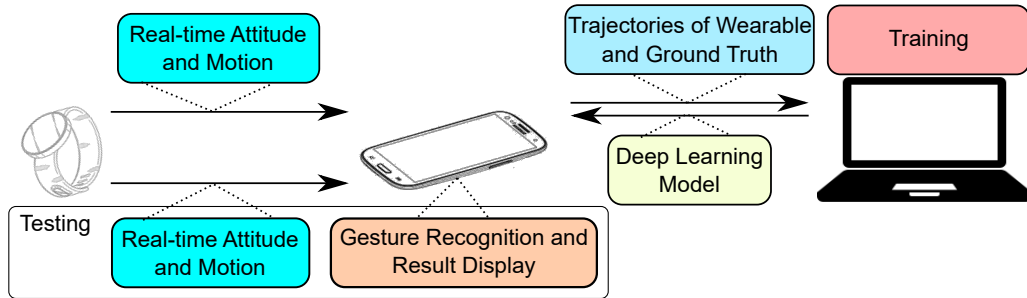 Real-time Attitude
and Motion
Trajectories of Wearable
and Ground Truth
Training
Deep Learning
Model
Testing
Real-time Attitude
and Motion
Gesture Recognition and
Result Display